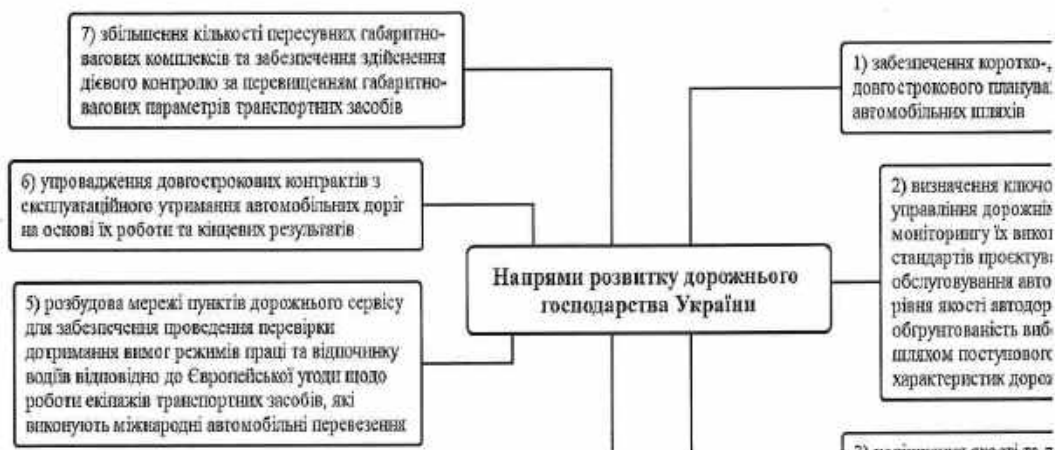 7) збільшення кількості пересувних габаритно-
вагових комплексів та забезпечення здійснення
дієвого контролю за перевищенням габаритно-
вагових параметрів транспортних засобів
1) забезпечення коротко-,
довгострокового планува
автомобільних шляхів
6) упровадження довгострокових контрактів з
експлуатаційного утримання автомобільних доріг
на основі їх роботи та кінцевих результатів
2) визначення ключо
управління дорожнім
моніторингу їх викон
стандартів проєктува
обслуговування авто
рівня якості автодор
обґрунтованість виб
шляхом поступового
характеристик дорож
Напрями розвитку дорожнього
господарства України
5) розбудова мережі пунктів дорожнього сервісу
для забезпечення проведення перевірки
дотримання вимог режимів праці та відпочинку
водіїв відповідно до Європейської угоди щодо
роботи екіпажів транспортних засобів, які
виконують міжнародні автомобільні перевезення